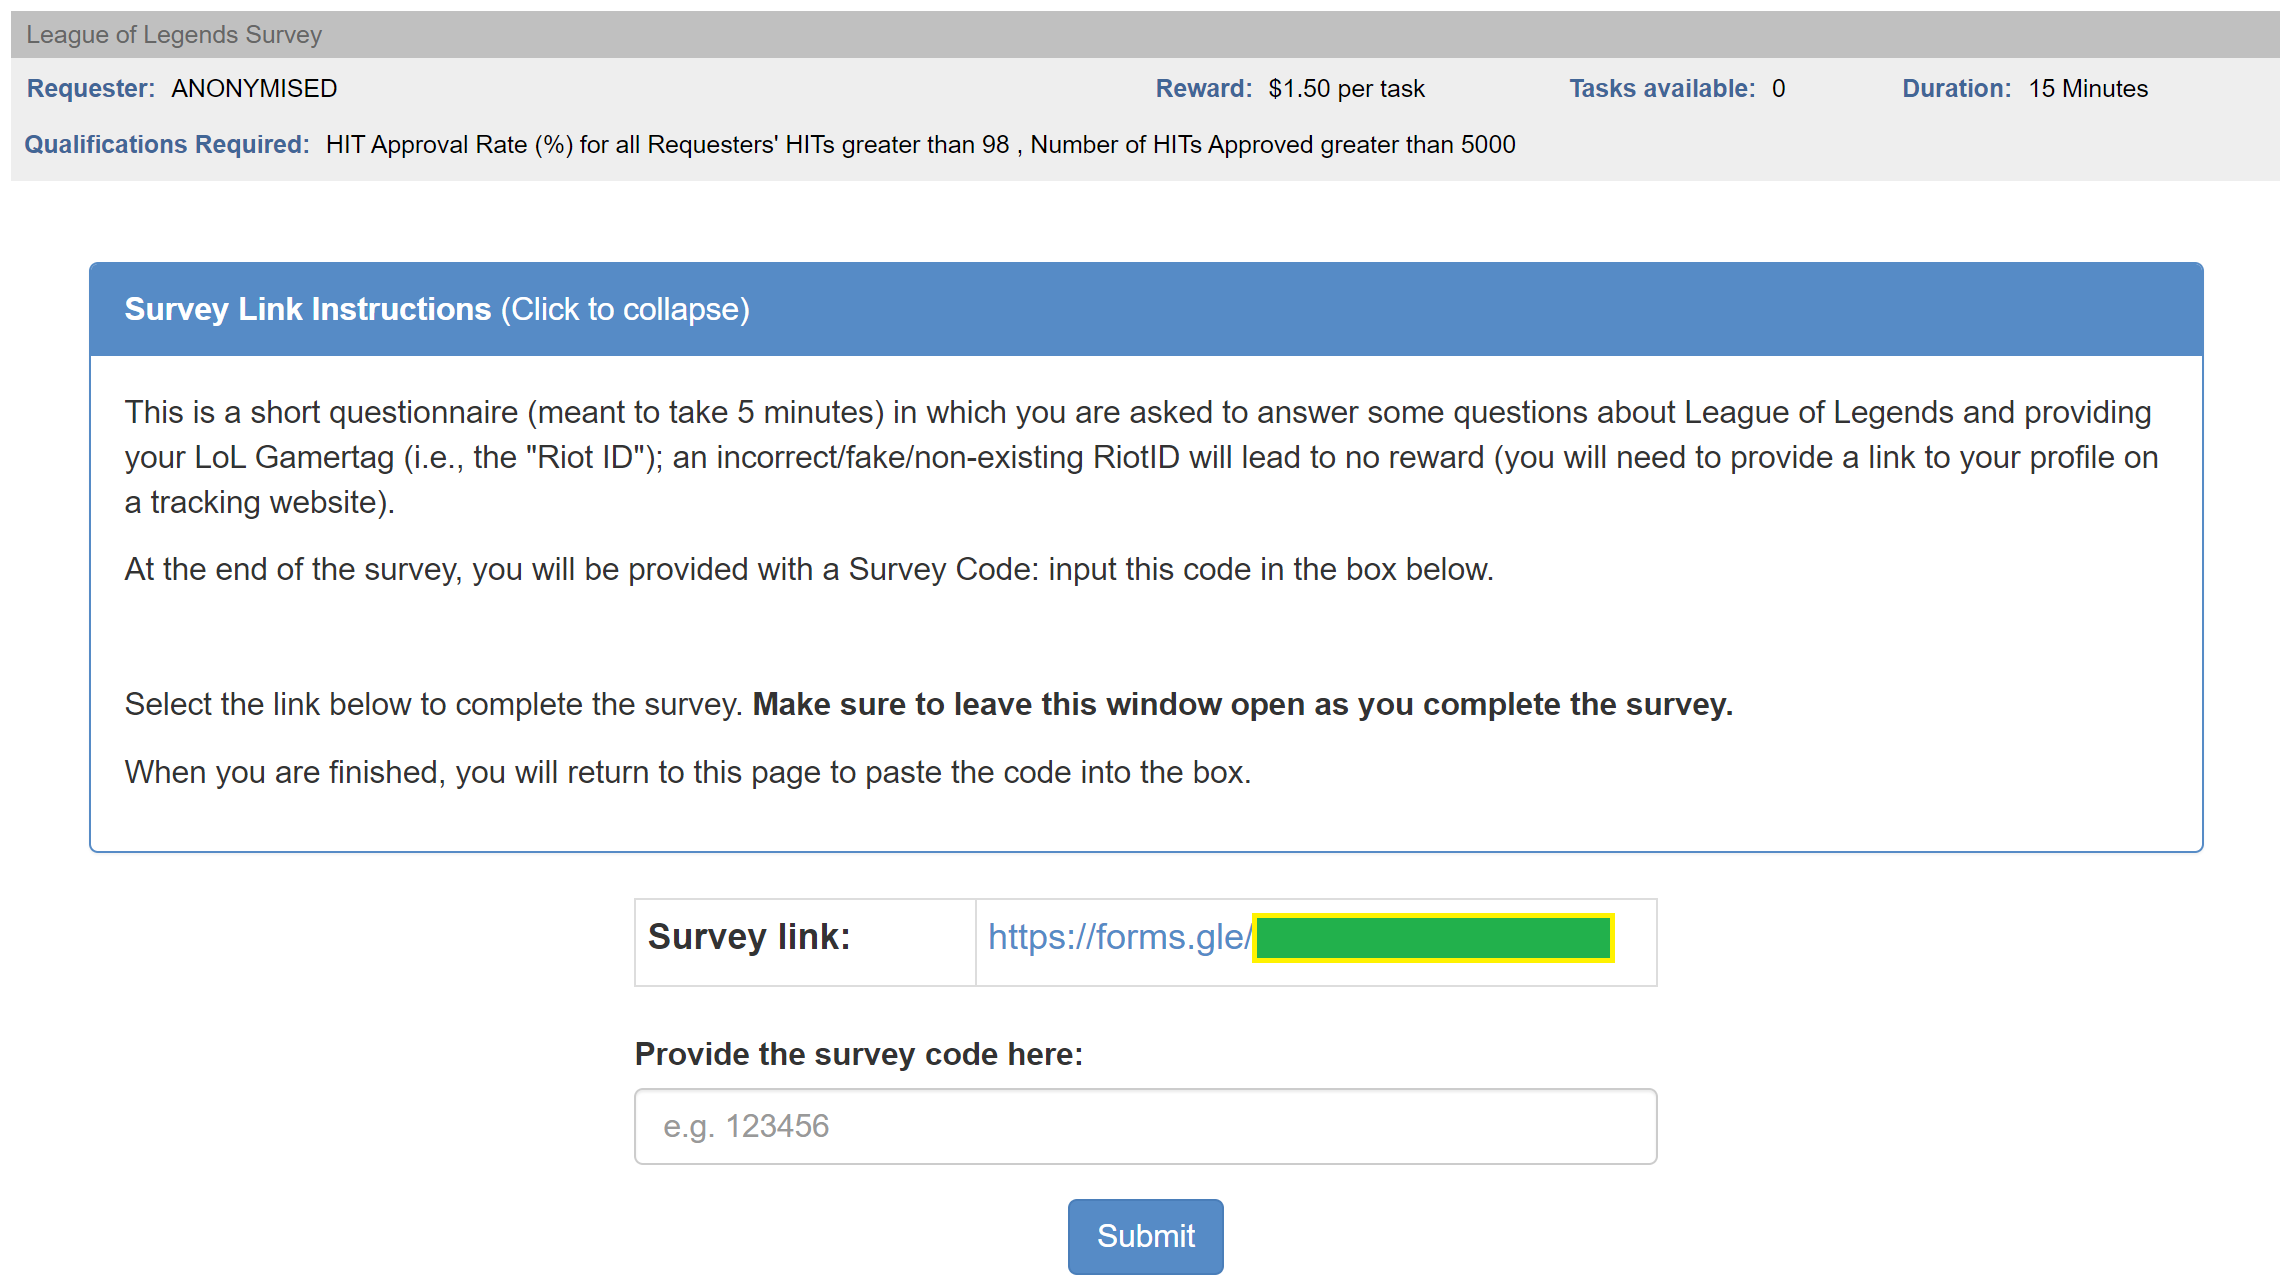 League of Legends Survey
Requester: ANONYMISED Reward: $1.50 per task Tasks available: 0 Duration: 15 Minutes
Qualifications Required: HIT Approval Rate (%) for all Requesters' HITs greater than 98 , Number of HITs Approved greater than 5000
Survey Link Instructions (Click to collapse)
This is a short questionnaire (meant to take 5 minutes) in which you are asked to answer some questions about League of Legends and providing
your LoL Gamertag (i.e., the "Riot ID"); an incorrect/fake/non-existing RiotID will lead to no reward (you will need to provide a link to your profile on
a tracking website).
At the end of the survey, you will be provided with a Survey Code: input this code in the box below.
Select the link below to complete the survey. Make sure to leave this window open as you complete the survey.
When you are finished, you will return to this page to paste the code into the box.
Survey link: https://forms.gle/
Provide the survey code here:
e.g. 123456
Submit